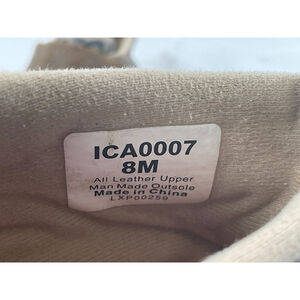 ICA0007
8M
All Leather Upper
Man Made Outsole
Made in China
LXP00259